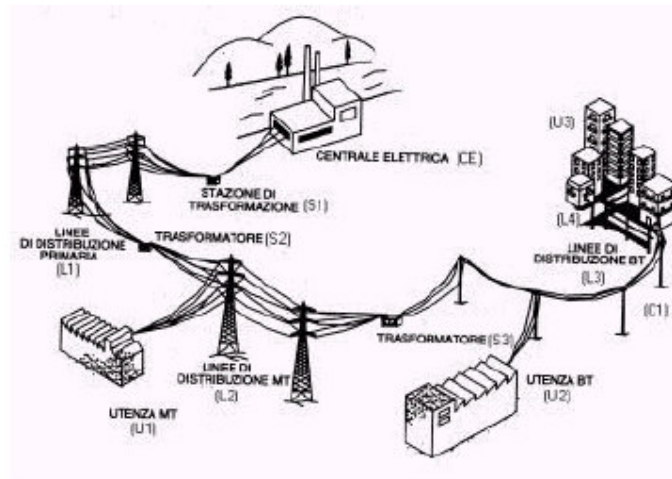 (U3)
CENTRALE ELETTRICA (CE)
STAZIONE DI
TRASFORMAZIONE (S1)
LINEE
DI DISTRIBUZIONE
PRIMARIA
(L1)
TRASFORMATORE (S2)
(L4)
LINEE DI
DISTRIBUZIONE BT
(L3)
(C1)
TRASFORMATORE (S3)
LINEE DI
DISTRIBUZIONE MT
(L2)
UTENZA MT
(U1)
UTENZA BT
(U2)